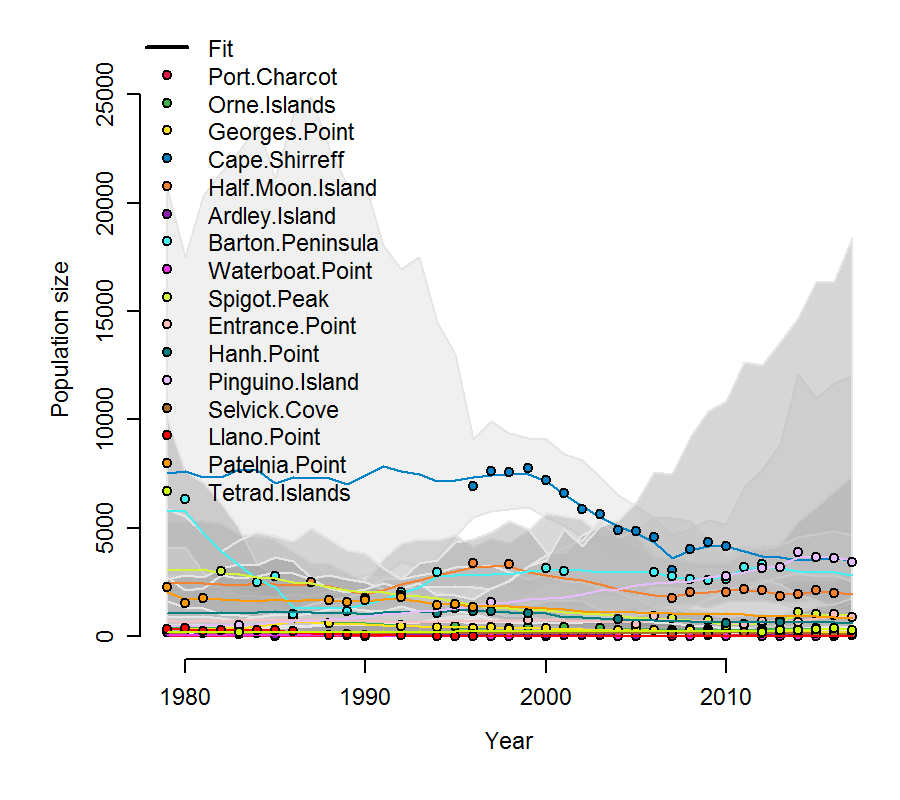 Fit
Port.Charcot
Orne.Islands
Georges.Point
Cape.Shirreff
Half.Moon.Island
Ardley.Island
Barton.Peninsula
Waterboat.Point
Spigot.Peak
Entrance.Point
Hanh.Point
Pinguino.Island
Selvick.Cove
Llano.Point
Patelnia.Point
Tetrad.Islands
Population size
25000
20000
15000
10000
5000
0
1980 1990 2000 2010
Year